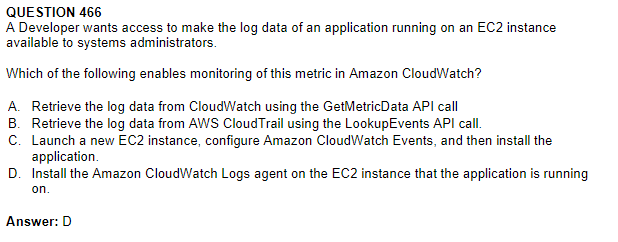 QUESTION 466
A Developer wants access to make the log data of an application running on an EC2 instance
available to systems administrators.
Which of the following enables monitoring of this metric in Amazon CloudWatch?
A. Retrieve the log data from CloudWatch using the GetMetricData API call
B. Retrieve the log data from AWS CloudTrail using the LookupEvents API call.
C. Launch a new EC2 instance, configure Amazon CloudWatch Events, and then install the
application.
D. Install the Amazon CloudWatch Logs agent on the EC2 instance that the application is running
on.
Answer: D